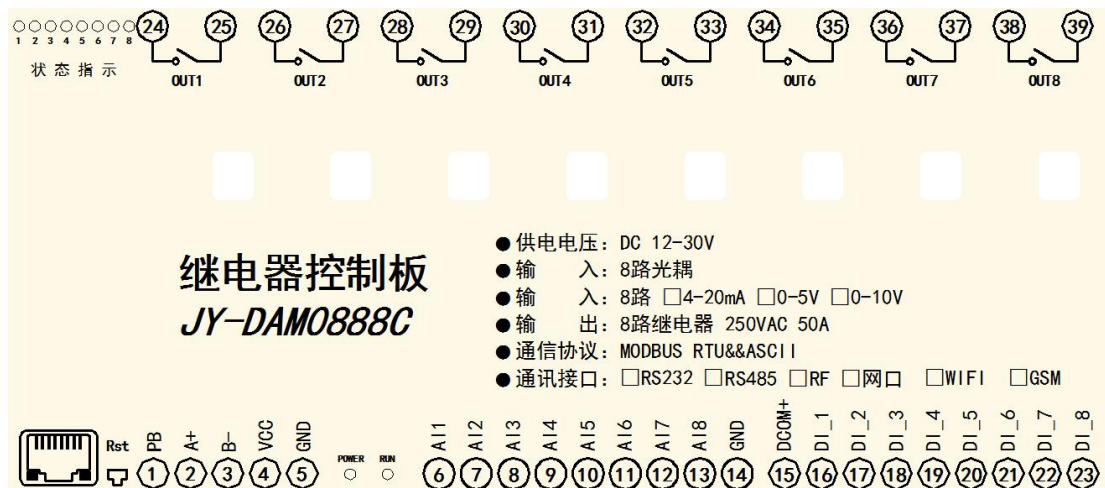 24 25 26 27 28 29 30 31 32 33 34 35 36 37 38 39
1 2 3 4 5 6 7 8
状态指示
OUT1 OUT2 OUT3 OUT4 OUT5 OUT6 OUT7 OUT8
继电器控制板
JY-DAM0888C
●供电电压：DC 12-30V
●输 入：8路光耦
●输 入：8路 □4-20mA □0-5V □0-10V
●输 出：8路继电器 250VAC 50A
●通信协议：MODBUS RTU&&ASCII
●通讯接口：□RS232 □RS485 □RF □网口 □WIFI □GSM
Rst PB A+ B- VCC GND POWER RUN AI1 AI2 AI3 AI4 AI5 AI6 AI7 AI8 GND DCOM+ DI_1 DI_2 DI_3 DI_4 DI_5 DI_6 DI_7 DI_8
1 2 3 4 5 6 7 8 9 10 11 12 13 14 15 16 17 18 19 20 21 22 23